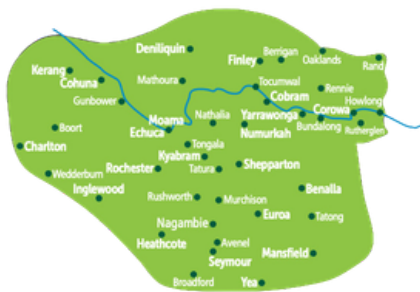 Deniliquin
Berrigan
Oaklands
Finley
Rand
Kerang
Cohuna
Mathoura
Tocumwal
Rennie
Gunbower
Cobram
Howlong
Moama
Nathalia
Yarrawonga
Corowa
Boort
Echuca
Numurkah
Bundalong
Rutherglen
Charlton
Tongala
Kyabram
Wedderburn
Rochester
Tatura
Shepparton
Inglewood
Rushworth
Murchison
Benalla
Nagambie
Euroa
Tatong
Heathcote
Avenel
Seymour
Mansfield
Broadford
Yea